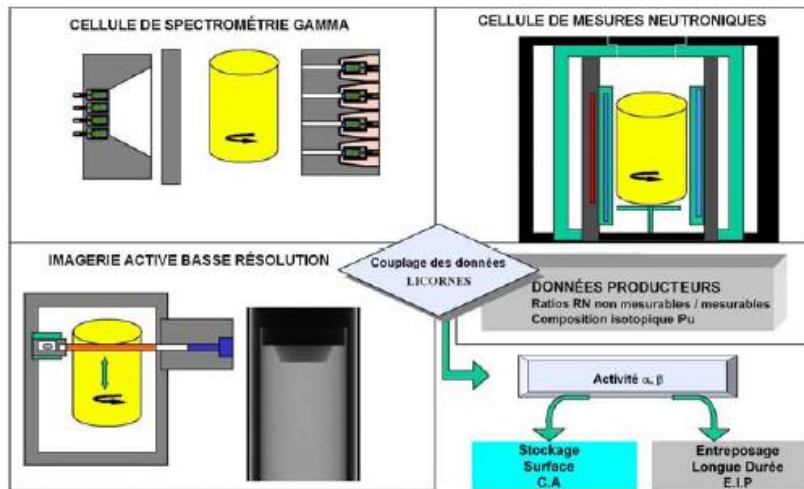 CELLULE DE SPECTROMÉTRIE GAMMA
CELLULE DE MESURES NEUTRONIQUES
IMAGERIE ACTIVE BASSE RÉSOLUTION
Couplage des données
LICORNES
DONNÉES PRODUCTEURS
Ratios RN non mesurables / mesurables
Composition isotopique IPu
Activité α, β
Stockage
Surface
C.A
Entreposage
Longue Durée
E.I.P